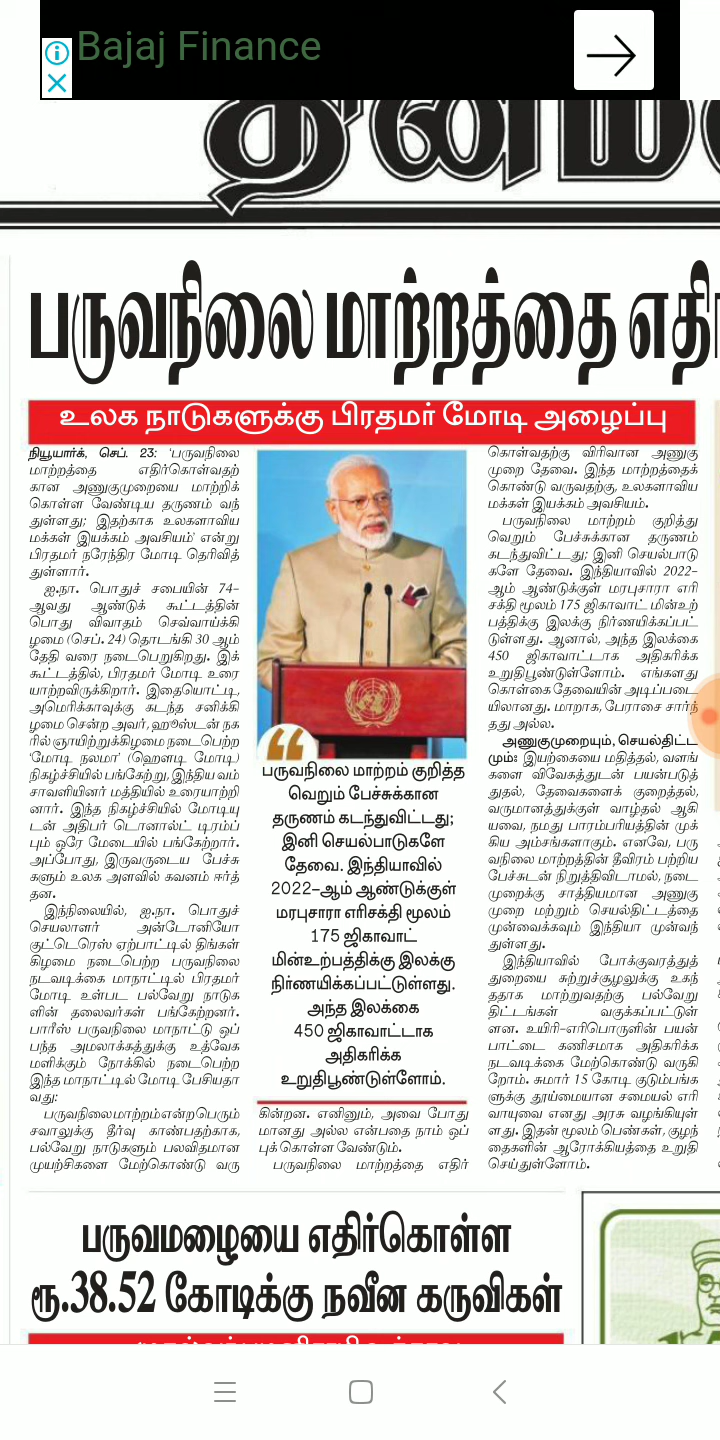 Bajaj Finance
பருவநிலை மாற்றத்தை எதி
உலக நாடுகளுக்கு பிரதமர் மோடி அழைப்பு
நியூயார்க், செப். 23: 'பருவநிலை
மாற்றத்தை எதிர்கொள்வதற்
கான அணுகுமுறையை மாற்றிக்
கொள்ள வேண்டிய தருணம் வந்
துள்ளது; இதற்காக உலகளாவிய
மக்கள் இயக்கம் அவசியம்' என்று
பிரதமர் நரேந்திர மோடி தெரிவித்
துள்ளார்.
ஐ.நா. பொதுச் சபையின் 74-
ஆவது ஆண்டுக் கூட்டத்தின்
பொது விவாதம் செவ்வாய்க்கி
ழமை (செப். 24) தொடங்கி 30 ஆம்
தேதி வரை நடைபெறுகிறது. இக்
கூட்டத்தில், பிரதமர் மோடி உரை
யாற்றவிருக்கிறார். இதையொட்டி,
அமெரிக்காவுக்கு கடந்த சனிக்கி
ழமை சென்ற அவர், ஹூஸ்டன் நக
ரில் ஞாயிற்றுக்கிழமை நடைபெற்ற
'மோடி நலமா' (ஹௌடி மோடி)
நிகழ்ச்சியில் பங்கேற்று, இந்திய வம்
சாவளியினர் மத்தியில் உரையாற்றி
னார். இந்த நிகழ்ச்சியில் மோடியு
டன் அதிபர் டொனால்ட் டிரம்ப்
பும் ஒரே மேடையில் பங்கேற்றார்.
அப்போது, இருவருடைய பேச்சு
களும் உலக அளவில் கவனம் ஈர்த்
தன.
இந்நிலையில், ஐ.நா. பொதுச்
செயலாளர் அன்டோனியோ
குட்டெரெஸ் ஏற்பாட்டில் திங்கள்
கிழமை நடைபெற்ற பருவநிலை
நடவடிக்கை மாநாட்டில் பிரதமர்
மோடி உள்பட பல்வேறு நாடுக
ளின் தலைவர்கள் பங்கேற்றனர்.
பாரீஸ் பருவநிலை மாநாட்டு ஒப்
பந்த அமலாக்கத்துக்கு உத்வேக
மளிக்கும் நோக்கில் நடைபெற்ற
இந்த மாநாட்டில் மோடி பேசியதா
வது:
பருவநிலை மாற்றம் என்ற பெரும்
சவாலுக்கு தீர்வு காண்பதற்காக,
பல்வேறு நாடுகளும் பலவிதமான
முயற்சிகளை மேற்கொண்டு வரு
பருவநிலை மாற்றம் குறித்த
வெறும் பேச்சுக்கான
தருணம் கடந்துவிட்டது;
இனி செயல்பாடுகளே
தேவை. இந்தியாவில்
2022-ஆம் ஆண்டுக்குள்
மரபுசாரா எரிசக்தி மூலம்
175 ஜிகாவாட்
மின்உற்பத்திக்கு இலக்கு
நிர்ணயிக்கப்பட்டுள்ளது.
அந்த இலக்கை
450 ஜிகாவாட்டாக
அதிகரிக்க
உறுதிபூண்டுள்ளோம்.
கின்றன. எனினும், அவை போது
மானது அல்ல என்பதை நாம் ஒப்
புக் கொள்ள வேண்டும்.
பருவநிலை மாற்றத்தை எதிர்
கொள்வதற்கு விரிவான அணுகு
முறை தேவை. இந்த மாற்றத்தைக்
கொண்டு வருவதற்கு, உலகளாவிய
மக்கள் இயக்கம் அவசியம்.
பருவநிலை மாற்றம் குறித்து
வெறும் பேச்சுக்கான தருணம்
கடந்துவிட்டது; இனி செயல்பாடு
களே தேவை. இந்தியாவில் 2022-
ஆம் ஆண்டுக்குள் மரபுசாரா எரி
சக்தி மூலம் 175 ஜிகாவாட் மின்உற்
பத்திக்கு இலக்கு நிர்ணயிக்கப்பட்
டுள்ளது. ஆனால், அந்த இலக்கை
450 ஜிகாவாட்டாக அதிகரிக்க
உறுதிபூண்டுள்ளோம். எங்களது
கொள்கை தேவையின் அடிப்படை
யிலானது. மாறாக, பேராசை சார்ந்
தது அல்ல.
அணுகுமுறையும், செயல்திட்ட
மும்: இயற்கையை மதித்தல், வளங்
களை விவேகத்துடன் பயன்படுத்
துதல், தேவைகளைக் குறைத்தல்,
வருமானத்துக்குள் வாழ்தல் ஆகி
யவை, நமது பாரம்பரியத்தின் முக்
கிய அம்சங்களாகும். எனவே, பரு
வநிலை மாற்றத்தின் தீவிரம் பற்றிய
பேச்சுடன் நிறுத்திவிடாமல், நடை
முறைக்கு சாத்தியமான அணுகு
முறை மற்றும் செயல்திட்டத்தை
முன்வைக்கவும் இந்தியா முன்வந்
துள்ளது.
இந்தியாவில் போக்குவரத்துத்
துறையை சுற்றுச்சூழலுக்கு உகந்
ததாக மாற்றுவதற்கு பல்வேறு
திட்டங்கள் வகுக்கப்பட்டுள்
ளன. உயிரி-எரிபொருளின் பயன்
பாட்டை கணிசமாக அதிகரிக்க
நடவடிக்கை மேற்கொண்டு வருகி
றோம். சுமார் 15 கோடி குடும்பங்க
ளுக்கு தூய்மையான சமையல் எரி
வாயுவை எனது அரசு வழங்கியுள்
ளது. இதன் மூலம் பெண்கள், குழந்
தைகளின் ஆரோக்கியத்தை உறுதி
செய்துள்ளோம்.
பருவமழையை எதிர்கொள்ள
ரூ.38.52 கோடிக்கு நவீன கருவிகள்